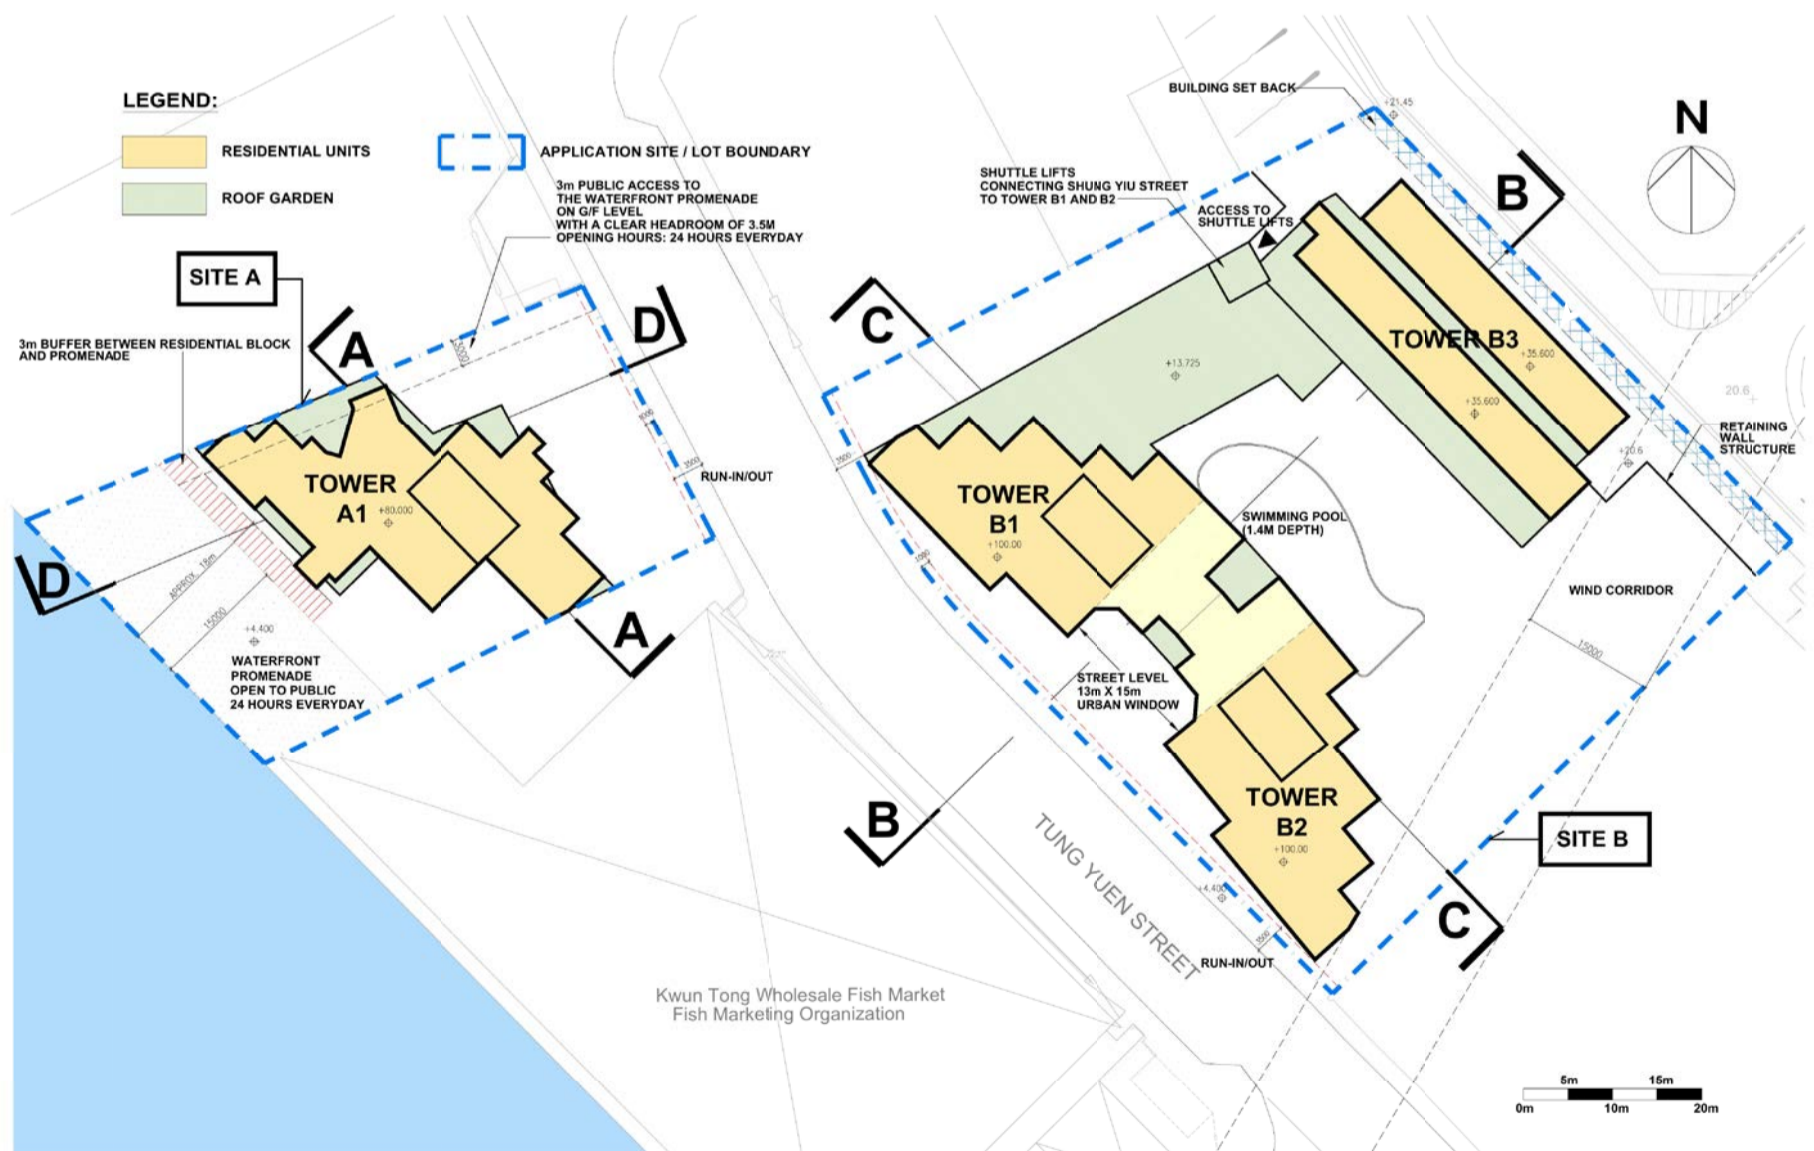 LEGEND:
RESIDENTIAL UNITS
ROOF GARDEN
APPLICATION SITE / LOT BOUNDARY
3m PUBLIC ACCESS TO
THE WATERFRONT PROMENADE
ON G/F LEVEL
WITH A CLEAR HEADROOM OF 3.5M
OPENING HOURS: 24 HOURS EVERYDAY
SITE A
3m BUFFER BETWEEN RESIDENTIAL BLOCK
AND PROMENADE
A
D
3000
TOWER
A1
+80.000
3500
RUN-IN/OUT
D
APPROX. 18m
15000
+4.400
A
WATERFRONT
PROMENADE
OPEN TO PUBLIC
24 HOURS EVERYDAY
BUILDING SET BACK
+21.45
N
SHUTTLE LIFTS
CONNECTING SHUNG YIU STREET
TO TOWER B1 AND B2
ACCESS TO
SHUTTLE LIFTS
B
C
TOWER B3
+35.600
+35.600
+13.725
20.6
RETAINING
WALL
STRUCTURE
+20.6
3500
TOWER
B1
+100.00
SWIMMING POOL
(1.4M DEPTH)
WIND CORRIDOR
15000
STREET LEVEL
13m X 15m
URBAN WINDOW
TOWER
B2
+100.00
B
SITE B
+4.400
C
3500
RUN-IN/OUT
TUNG YUEN STREET
Kwun Tong Wholesale Fish Market
Fish Marketing Organization
5m
15m
0m
10m
20m